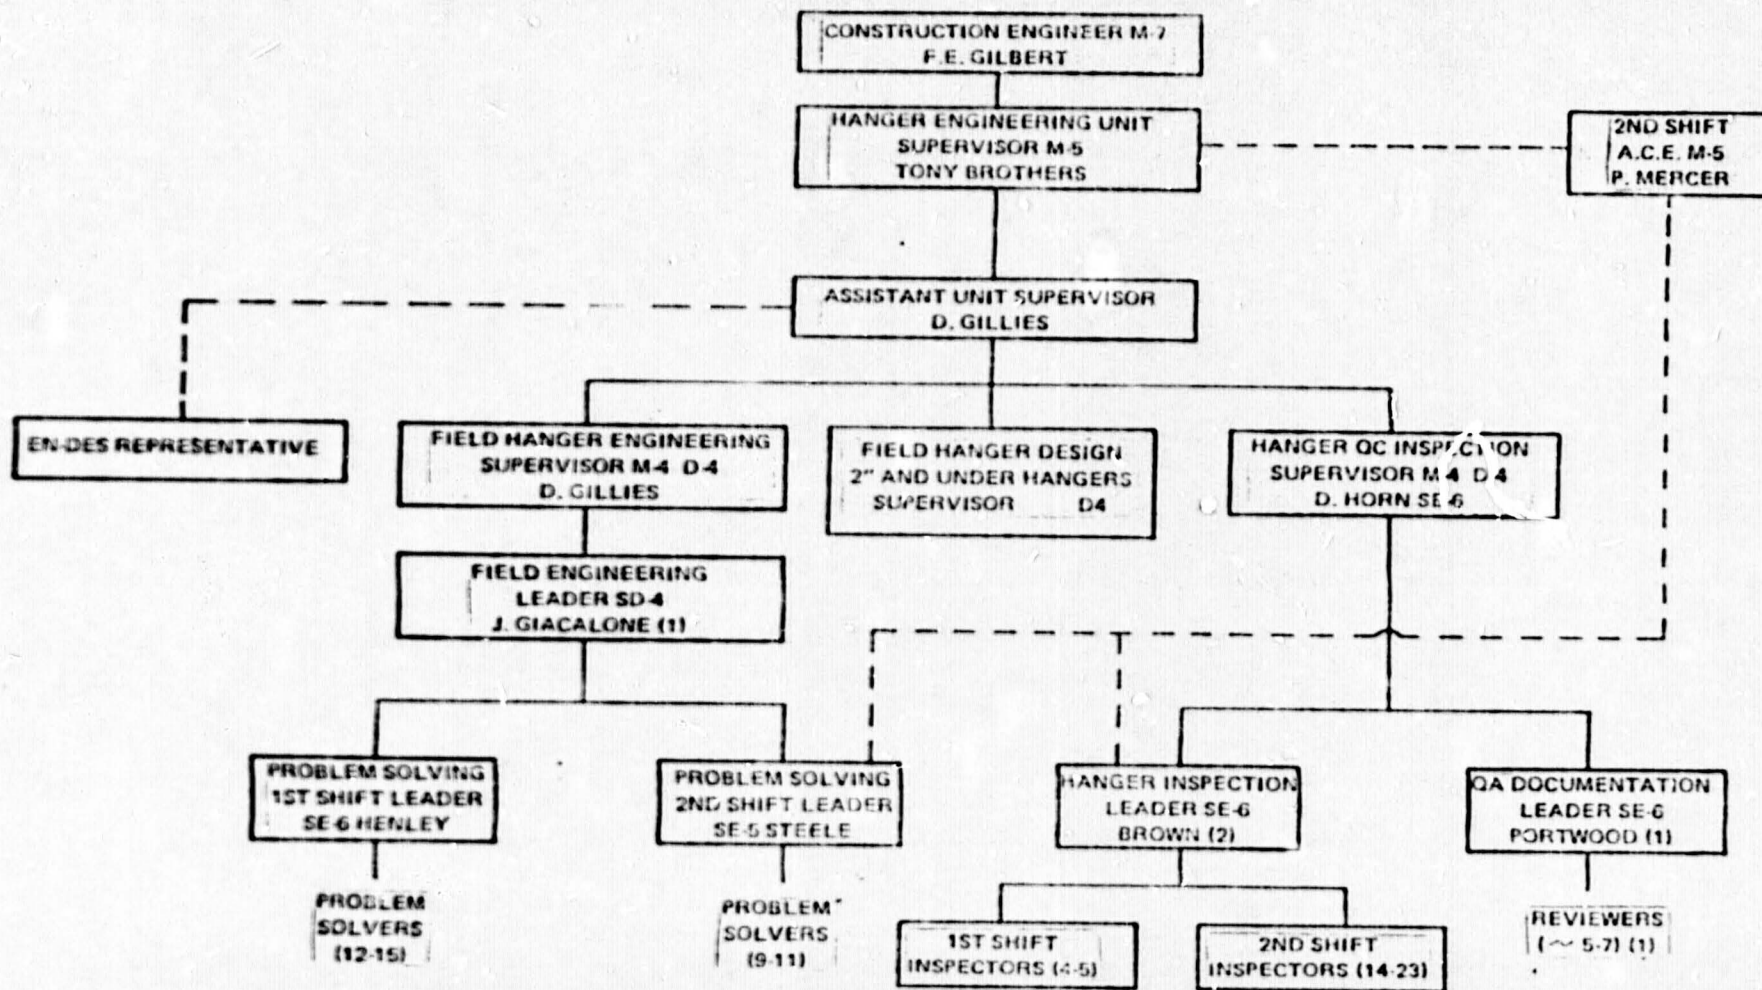 CONSTRUCTION ENGINEER M-7
F.E. GILBERT
HANGER ENGINEERING UNIT
SUPERVISOR M-5
TONY BROTHERS
2ND SHIFT
A.C.E. M-5
P. MERCER
ASSISTANT UNIT SUPERVISOR
D. GILLIES
EN-DES REPRESENTATIVE
FIELD HANGER ENGINEERING
SUPERVISOR M-4 D-4
D. GILLIES
FIELD HANGER DESIGN
2" AND UNDER HANGERS
SUPERVISOR D4
HANGER QC INSPECTION
SUPERVISOR M-4 D-4
D. HORN SE-6
FIELD ENGINEERING
LEADER SD-4
J. GIACALONE (1)
PROBLEM SOLVING
1ST SHIFT LEADER
SE-6 HENLEY
PROBLEM SOLVING
2ND SHIFT LEADER
SE-5 STEELE
HANGER INSPECTION
LEADER SE-6
BROWN (2)
QA DOCUMENTATION
LEADER SE-6
PORTWOOD (1)
PROBLEM
SOLVERS
(12-15)
PROBLEM
SOLVERS
(9-11)
1ST SHIFT
INSPECTORS (4-5)
2ND SHIFT
INSPECTORS (14-23)
REVIEWERS
(~ 5-7) (1)